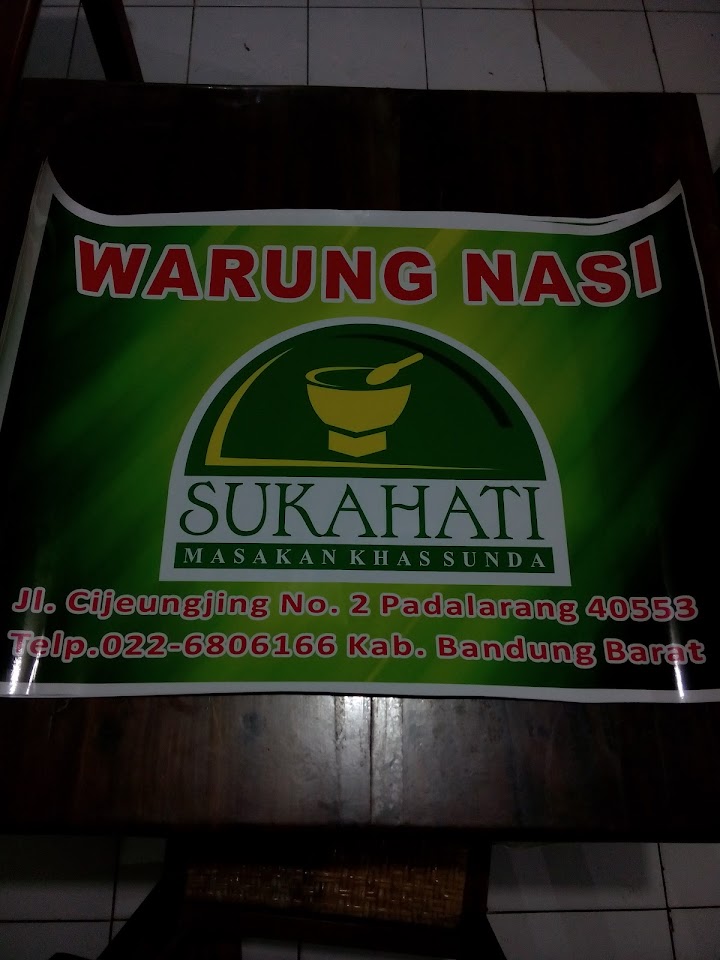 WARUNG NASI
SUKAHATI
MASAKAN KHAS SUNDA
Jl. Cijeungjing No. 2 Padalarang 40553
Telp.022-6806166 Kab. Bandung Barat